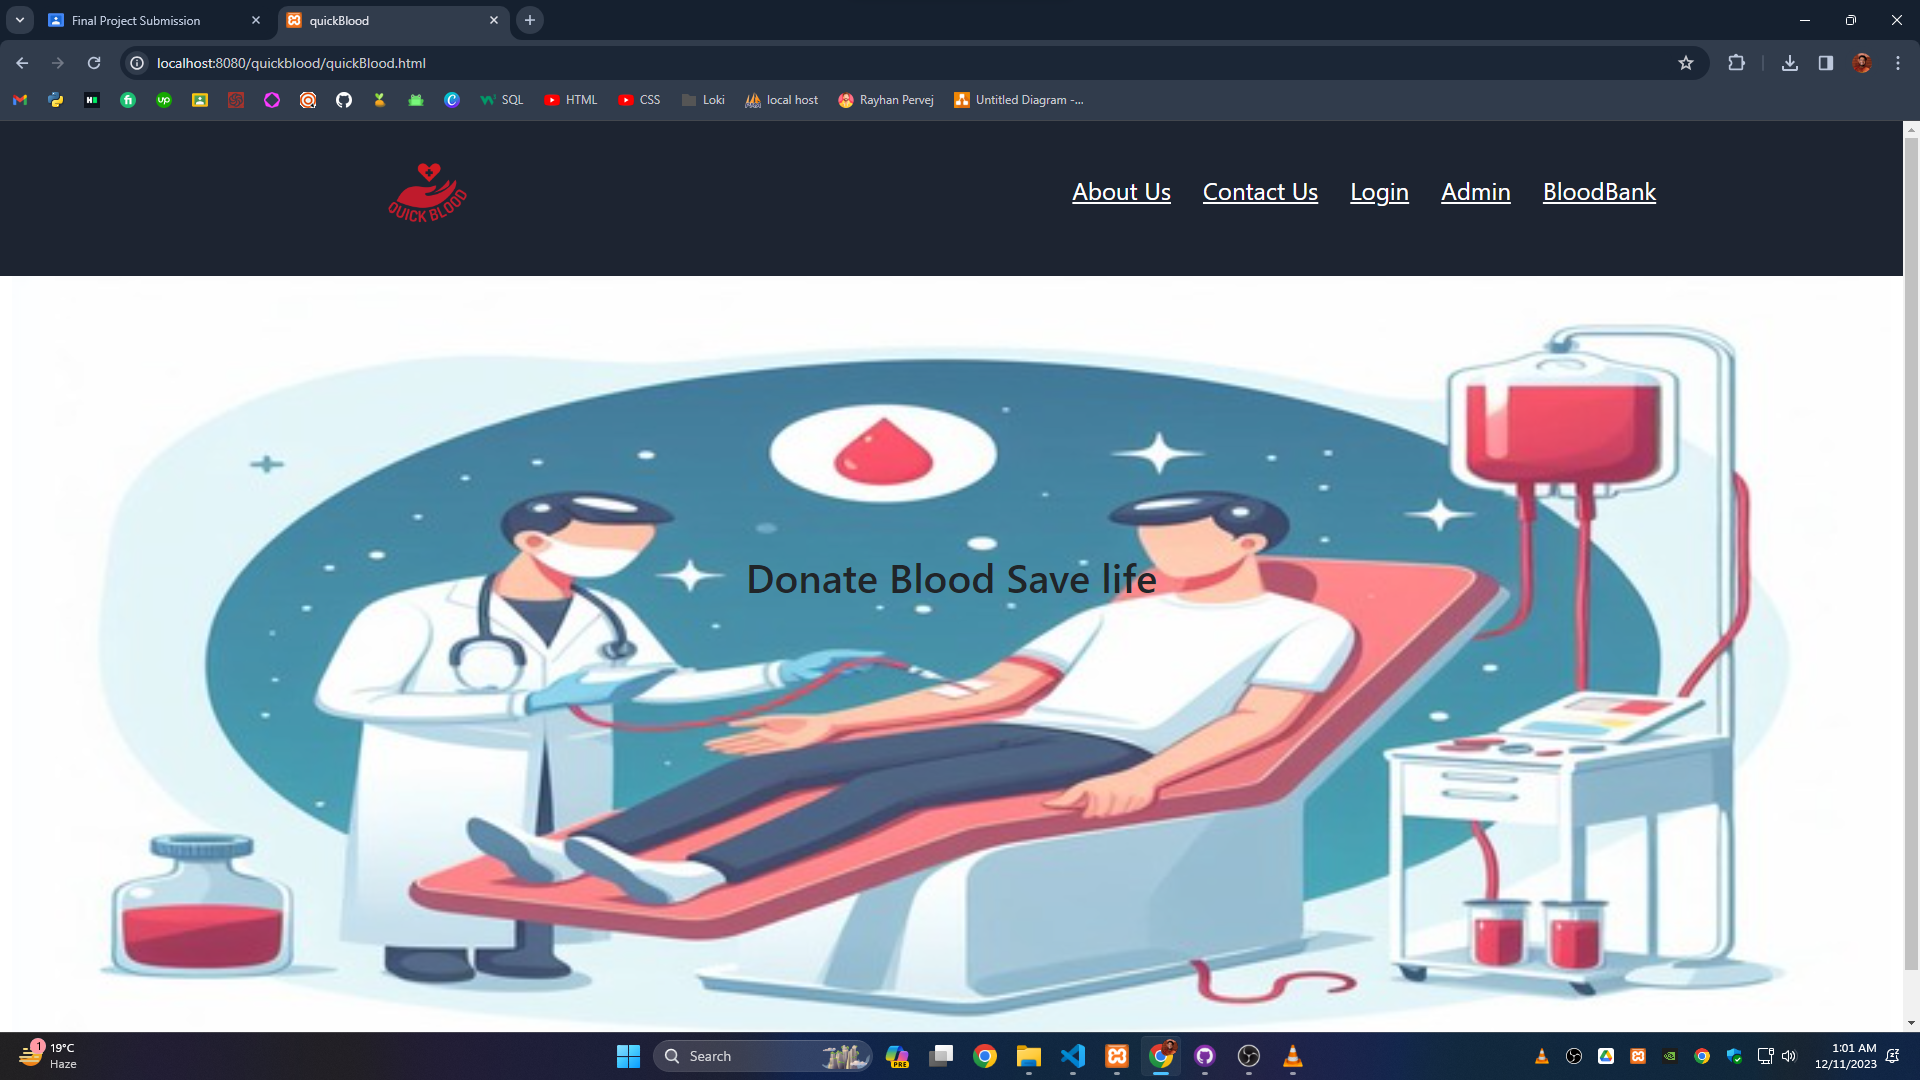 Final Project Submission
quickBlood
localhost:8080/quickblood/quickBlood.html
SQL
HTML
CSS
Loki
local host
Rayhan Pervej
Untitled Diagram -...
QUICK BLOOD
About Us
Contact Us
Login
Admin
BloodBank
Donate Blood Save life
1
19°C
Haze
Search
PRE
1:01 AM
12/11/2023